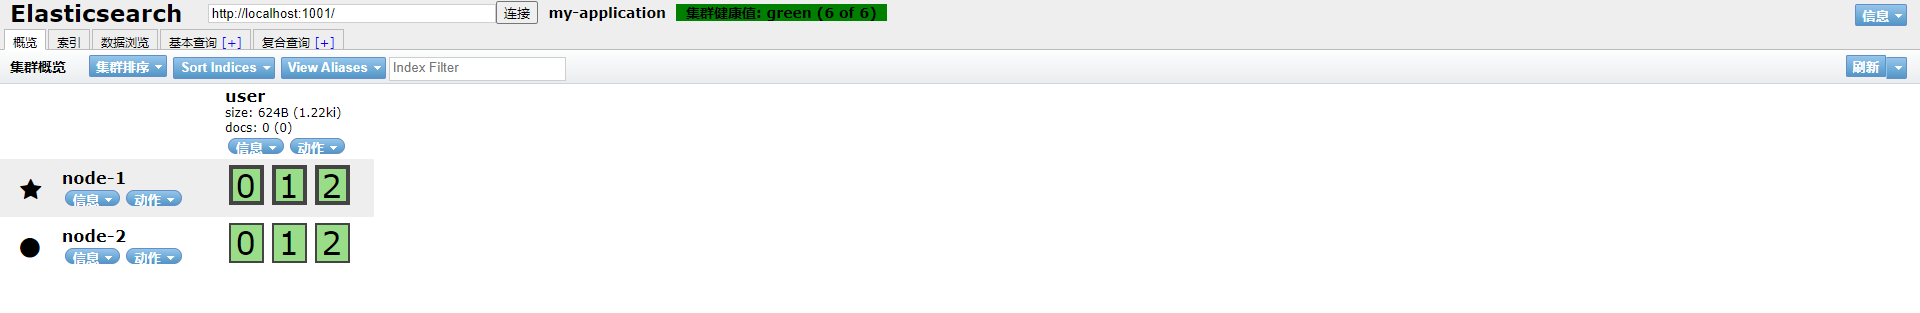 Elasticsearch http://localhost:1001/ 连接 my-application 集群健康值: green (6 of 6) 信息
概览 索引 数据浏览 基本查询 [+] 复合查询 [+]
集群概览 集群排序 Sort Indices View Aliases Index Filter 刷新
user
size: 624B (1.22ki)
docs: 0 (0)
信息 动作
node-1
信息 动作
0 1 2
node-2
信息 动作
0 1 2